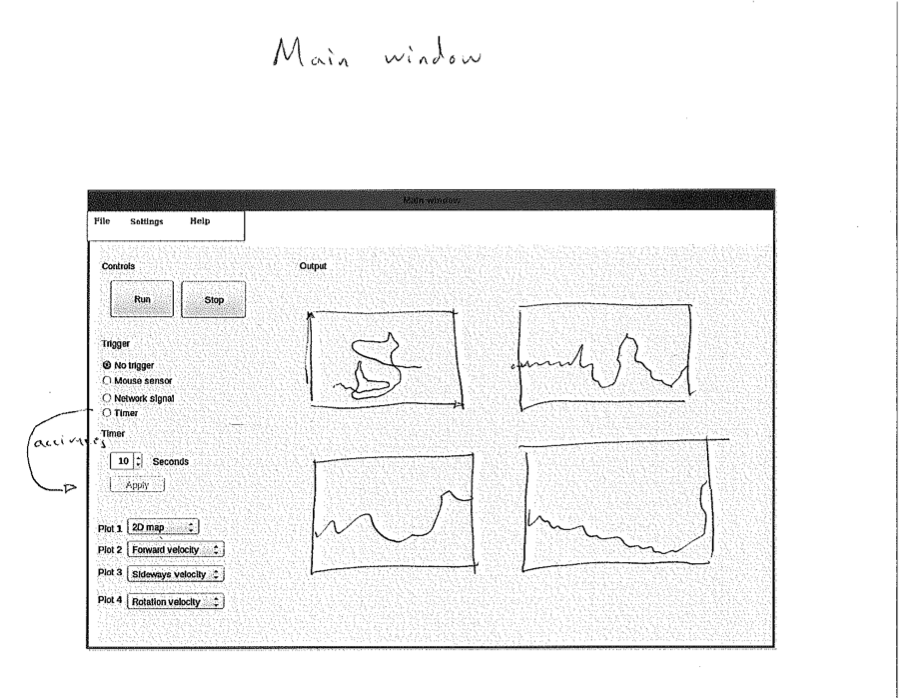 Main window
Main window
File Settings Help
Controls
Output
Run Stop
Trigger
No trigger
Mouse sensor
Network signal
Timer
Timer
10 Seconds
Apply
Plot 1 2D map
Plot 2 Forward velocity
Plot 3 Sideways velocity
Plot 4 Rotation velocity